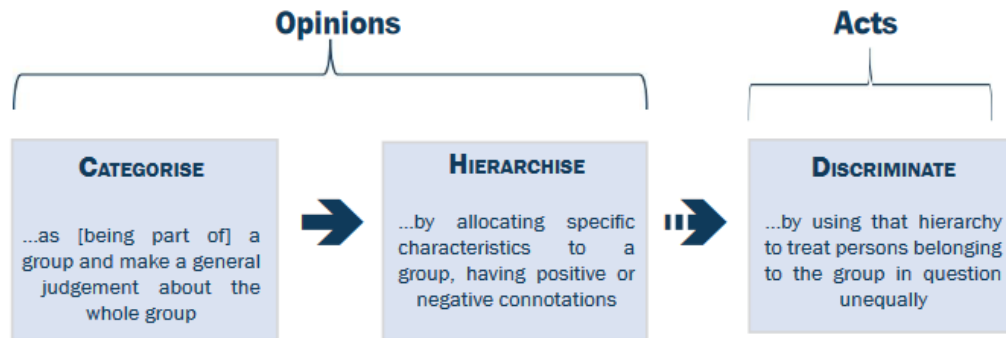 Opinions
Acts
CATEGORISE
...as [being part of] a
group and make a general
judgement about the
whole group
HIERARCHISE
...by allocating specific
characteristics to a
group, having positive or
negative connotations
DISCRIMINATE
...by using that hierarchy
to treat persons belonging
to the group in question
unequally